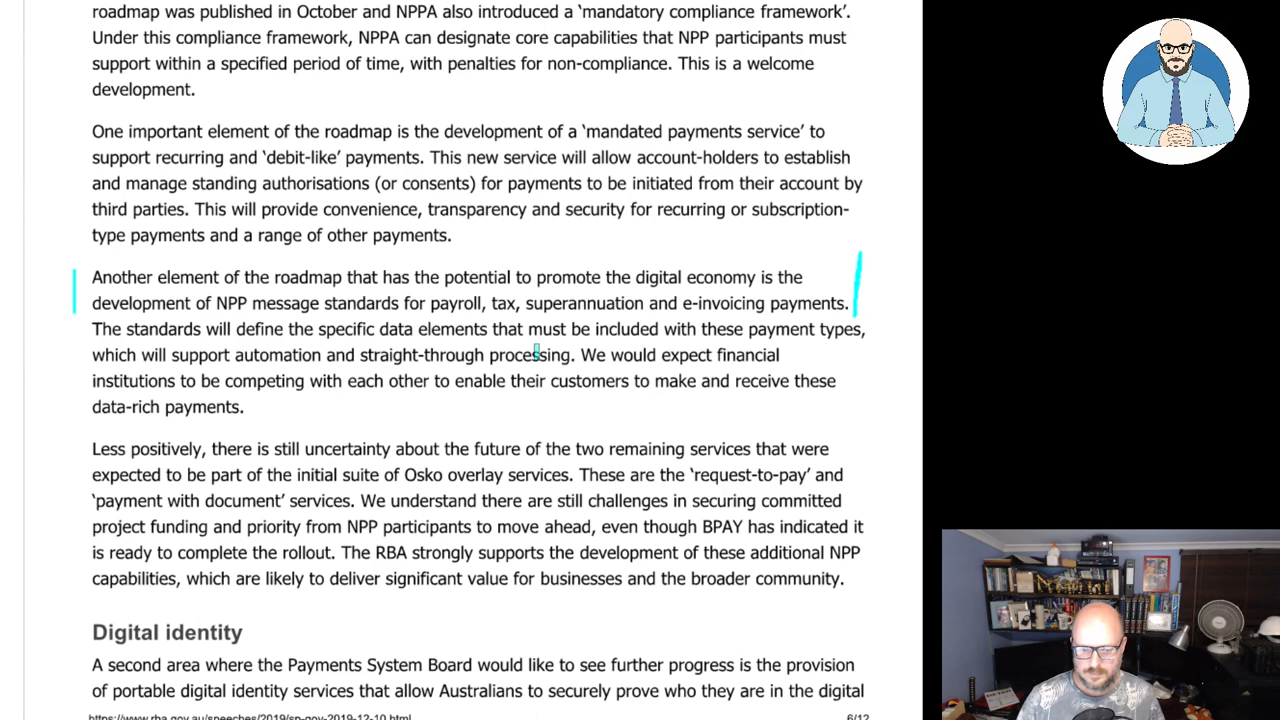 roadmap was published in October and NPPA also introduced a ‘mandatory compliance framework’.
Under this compliance framework, NPPA can designate core capabilities that NPP participants must
support within a specified period of time, with penalties for non-compliance. This is a welcome
development.
One important element of the roadmap is the development of a ‘mandated payments service’ to
support recurring and ‘debit-like’ payments. This new service will allow account-holders to establish
and manage standing authorisations (or consents) for payments to be initiated from their account by
third parties. This will provide convenience, transparency and security for recurring or subscription-
type payments and a range of other payments.
Another element of the roadmap that has the potential to promote the digital economy is the
development of NPP message standards for payroll, tax, superannuation and e-invoicing payments.
The standards will define the specific data elements that must be included with these payment types,
which will support automation and straight-through processing. We would expect financial
institutions to be competing with each other to enable their customers to make and receive these
data-rich payments.
Less positively, there is still uncertainty about the future of the two remaining services that were
expected to be part of the initial suite of Osko overlay services. These are the ‘request-to-pay’ and
‘payment with document’ services. We understand there are still challenges in securing committed
project funding and priority from NPP participants to move ahead, even though BPAY has indicated it
is ready to complete the rollout. The RBA strongly supports the development of these additional NPP
capabilities, which are likely to deliver significant value for businesses and the broader community.
Digital identity
A second area where the Payments System Board would like to see further progress is the provision
of portable digital identity services that allow Australians to securely prove who they are in the digital
https://www.rba.gov.au/speeches/2019/sp-gov-2019-12-10.html 6/12